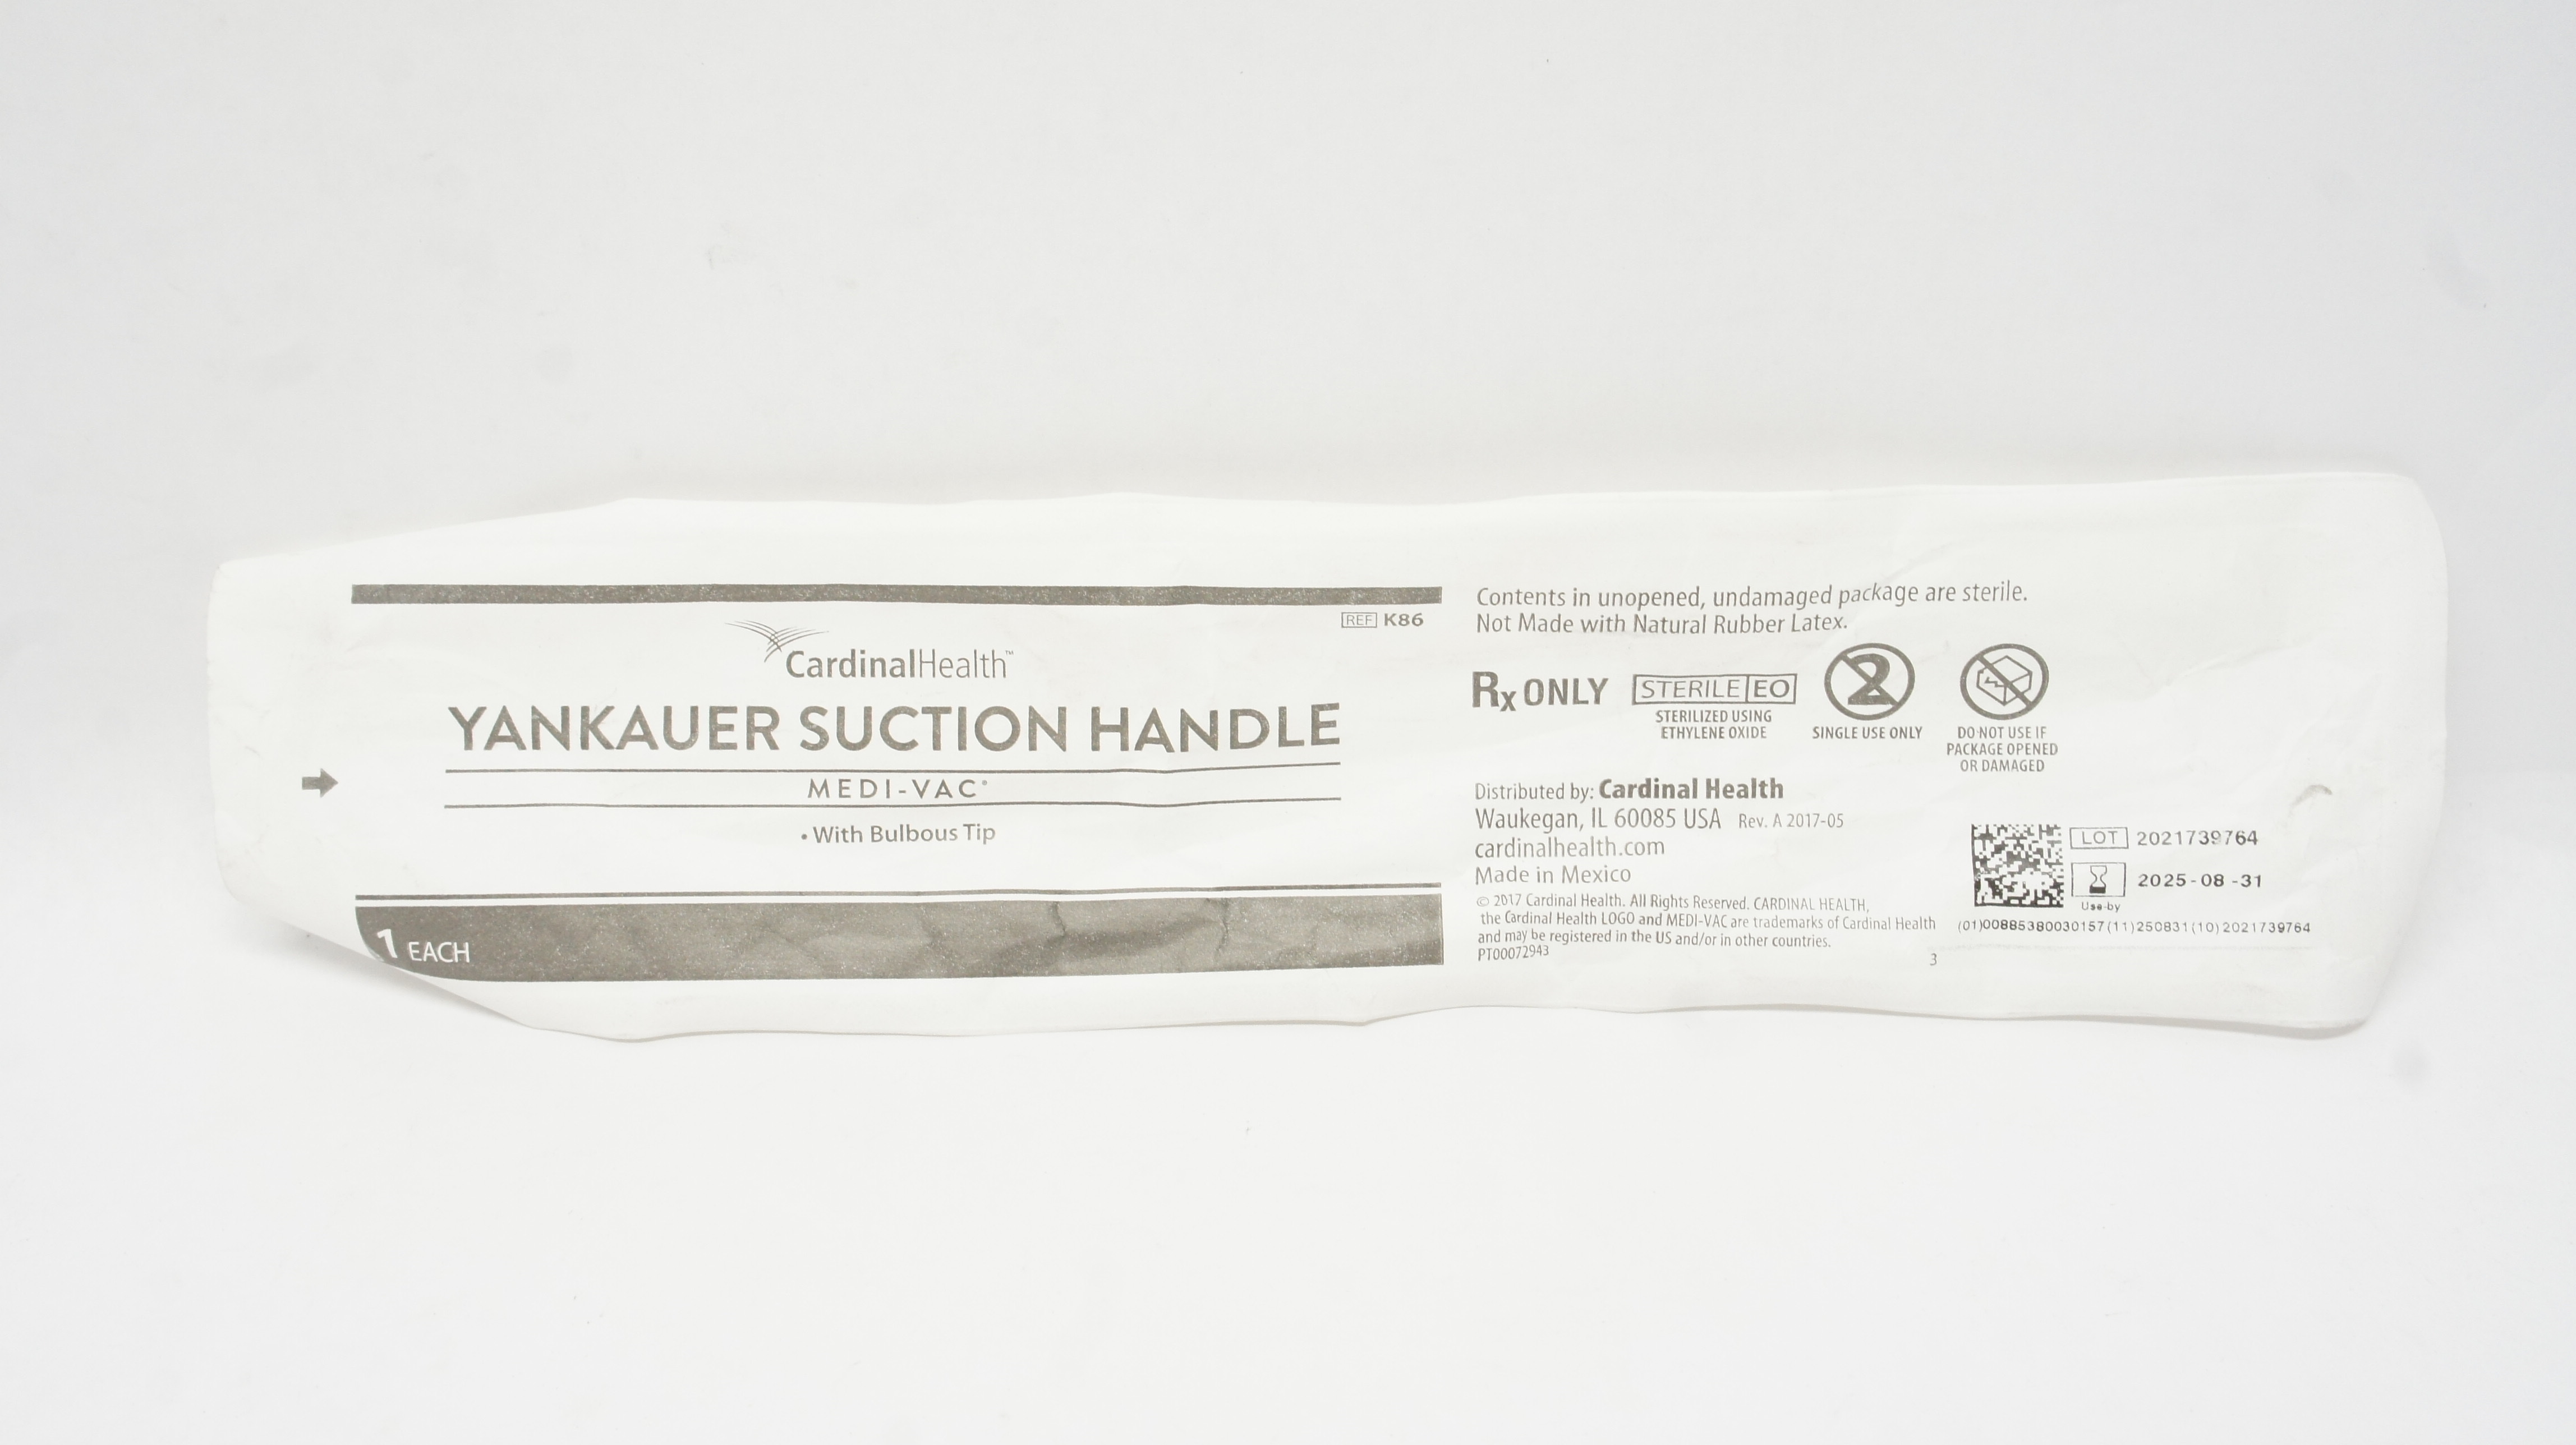 REF K86
CardinalHealth™
YANKAUER SUCTION HANDLE
MEDI-VAC®
• With Bulbous Tip
1 EACH
Contents in unopened, undamaged package are sterile.
Not Made with Natural Rubber Latex.
Rx ONLY
STERILE EO
STERILIZED USING
ETHYLENE OXIDE
2
SINGLE USE ONLY
DO NOT USE IF
PACKAGE OPENED
OR DAMAGED
Distributed by: Cardinal Health
Waukegan, IL 60085 USA Rev. A 2017-05
cardinalhealth.com
Made in Mexico
© 2017 Cardinal Health. All Rights Reserved. CARDINAL HEALTH,
the Cardinal Health LOGO and MEDI-VAC are trademarks of Cardinal Health
and may be registered in the US and/or in other countries.
PT00072943
3
LOT 2021739764
2025-08-31
Use-by
(01)00885380030157(11)250831(10)2021739764